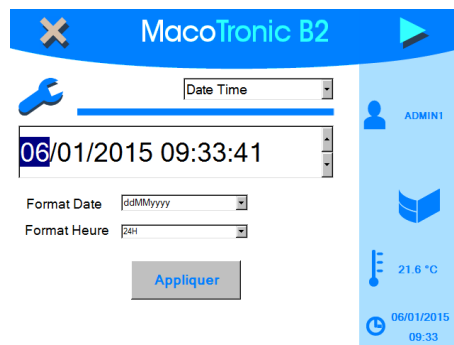 MacoTronic B2
Date Time
ADMIN1
06/01/2015 09:33:41
Format Date ddMMyyyy
Format Heure 24H
Appliquer
21.6 °C
06/01/2015
09:33